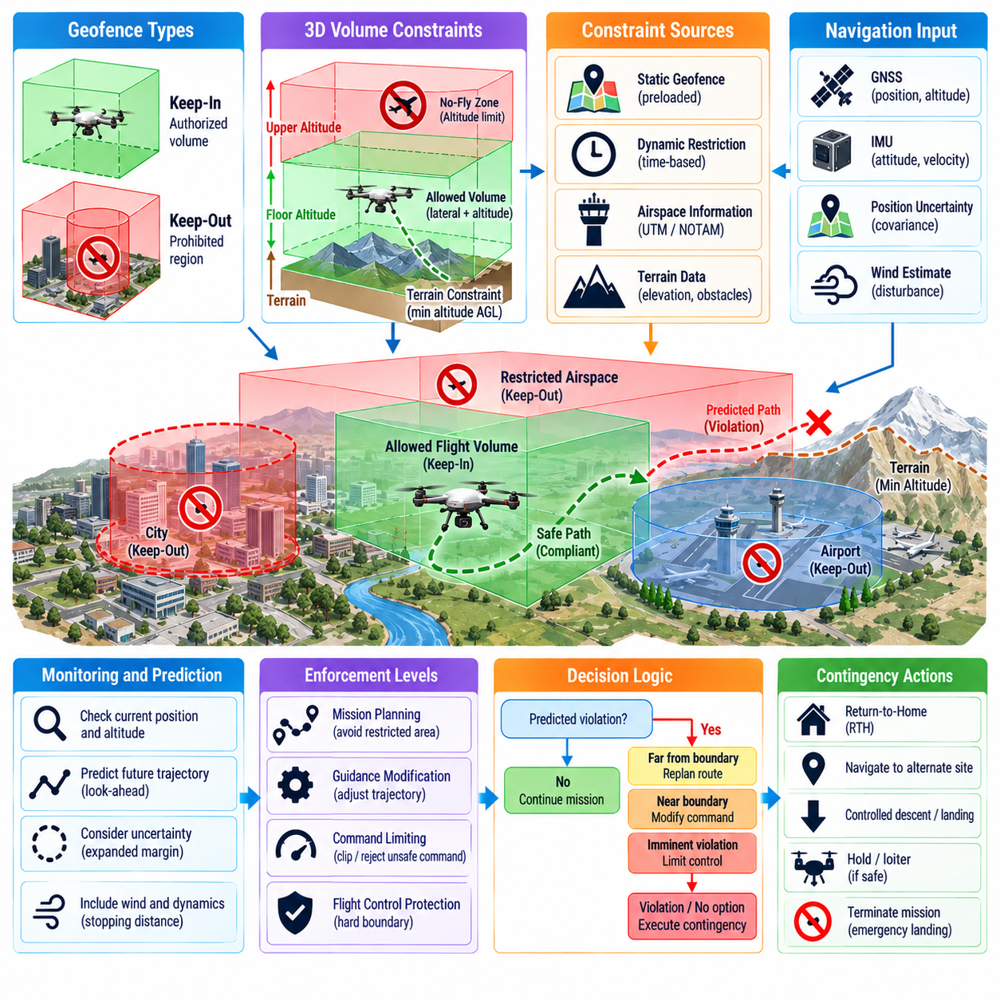 Geofence Types
Keep-In
Authorized
volume
Keep-Out
Prohibited
region
3D Volume Constraints
No-Fly Zone
(Altitude limit)
Upper Altitude
Allowed Volume
(lateral + altitude)
Floor Altitude
Terrain
Terrain Constraint
(min altitude AGL)
Constraint Sources
Static Geofence
(preloaded)
Dynamic Restriction
(time-based)
Airspace Information
(UTM / NOTAM)
Terrain Data
(elevation, obstacles)
Navigation Input
GNSS
(position, altitude)
IMU
(attitude, velocity)
Position Uncertainty
(covariance)
Wind Estimate
(disturbance)
Restricted Airspace
(Keep-Out)
Predicted Path
(Violation)
Allowed Flight Volume
(Keep-In)
Terrain
(Min Altitude)
City
(Keep-Out)
Safe Path
(Compliant)
Airport
(Keep-Out)
Monitoring and Prediction
Check current position
and altitude
Predict future trajectory
(look-ahead)
Consider uncertainty
(expanded margin)
Include wind and dynamics
(stopping distance)
Enforcement Levels
Mission Planning
(avoid restricted area)
Guidance Modification
(adjust trajectory)
Command Limiting
(clip / reject unsafe command)
Flight Control Protection
(hard boundary)
Decision Logic
Predicted violation?
Yes
No
Continue mission
Far from boundary
Replan route
Near boundary
Modify command
Imminent violation
Limit control
Violation / No option
Execute contingency
Contingency Actions
Return-to-Home
(RTH)
Navigate to alternate site
Controlled descent / landing
Hold / loiter
(if safe)
Terminate mission
(emergency landing)